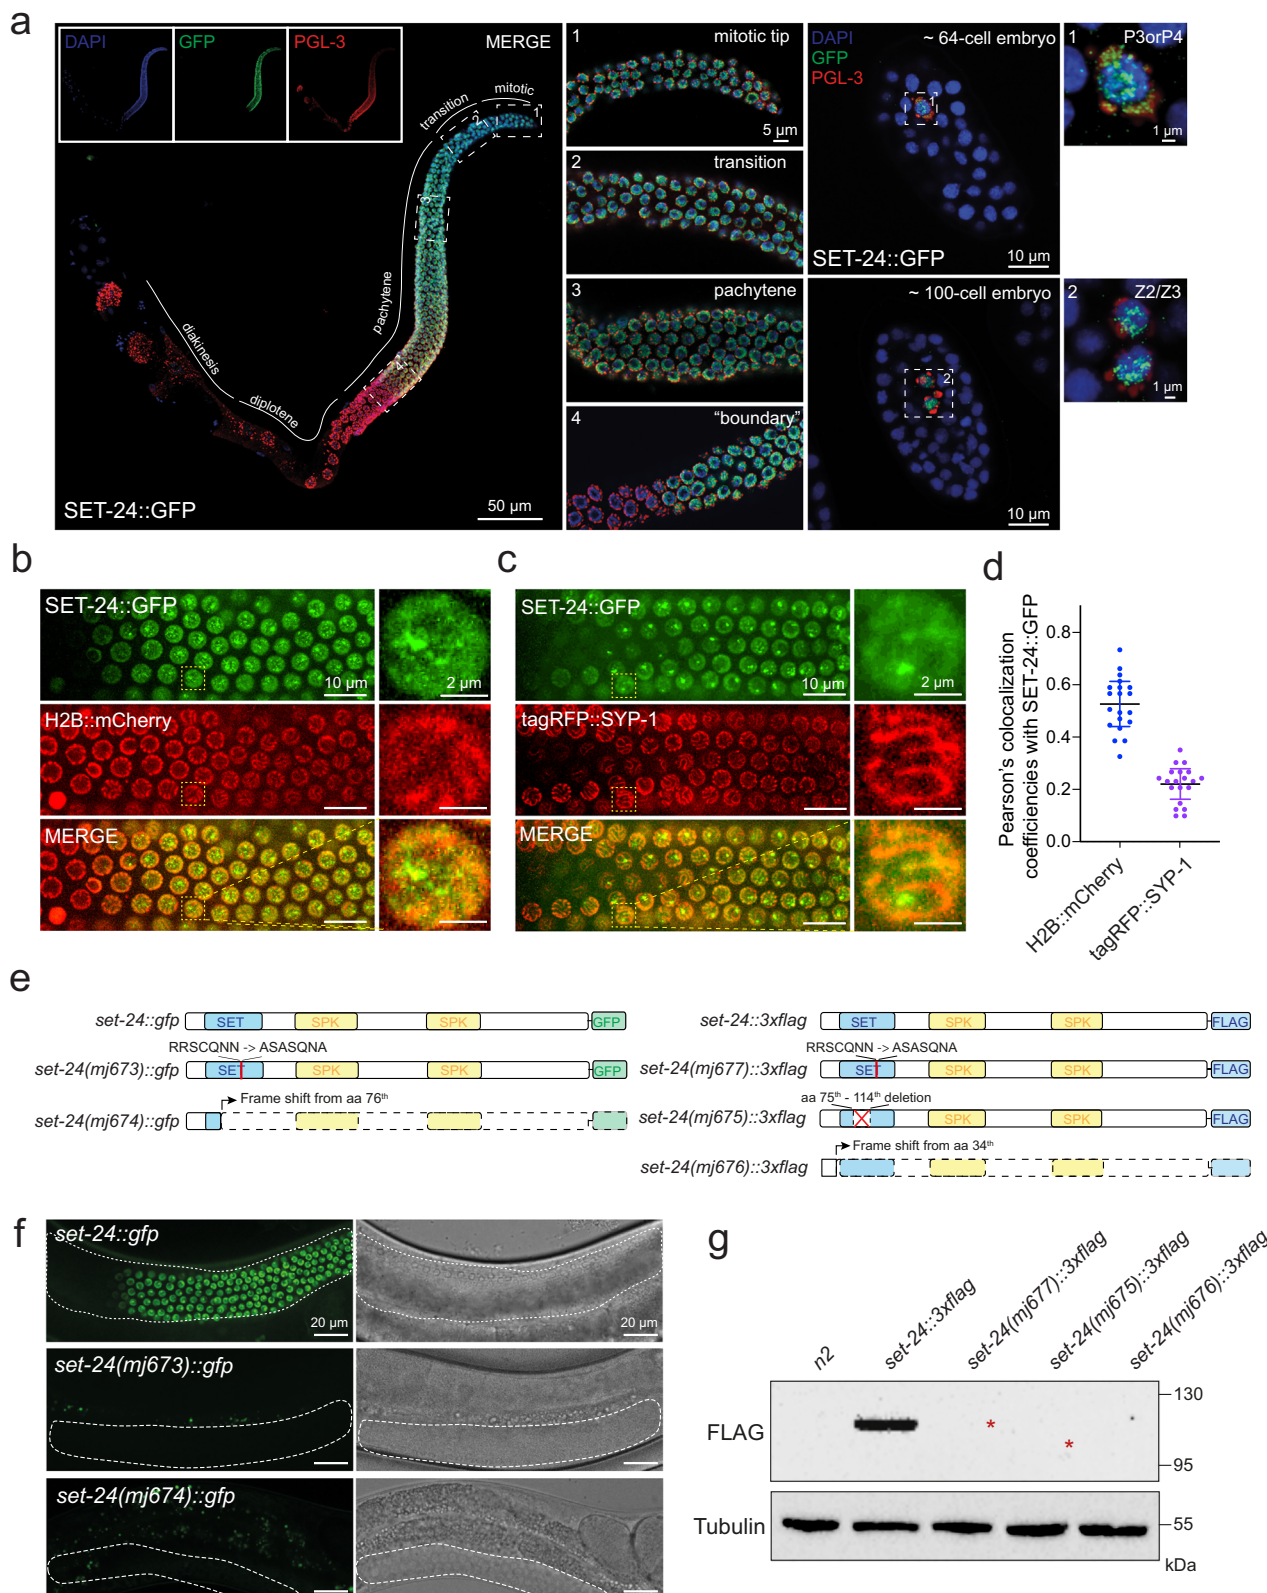 a
DAPI
GFP
PGL-3
MERGE
mitotic
transition
1
2
3
4
pachytene
diakinesis
diplotene
SET-24::GFP
50 µm
1
mitotic tip
5 µm
2
transition
3
pachytene
4
“boundary”
DAPI
GFP
PGL-3
~ 64-cell embryo
1
SET-24::GFP
10 µm
1
P3orP4
1 µm
~ 100-cell embryo
2
10 µm
2
Z2/Z3
1 µm
b
SET-24::GFP
10 µm
2 µm
H2B::mCherry
MERGE
c
SET-24::GFP
10 µm
2 µm
tagRFP::SYP-1
MERGE
d
Pearson's colocalization
coefficiencies with SET-24::GFP
0.8
0.6
0.4
0.2
0.0
H2B::mCherry
tagRFP::SYP-1
e
set-24::gfp
SET
SPK
SPK
GFP
RRSCQNN -> ASASQNA
set-24(mj673)::gfp
SET
SPK
SPK
GFP
Frame shift from aa 76th
set-24(mj674)::gfp
set-24::3xflag
SET
SPK
SPK
FLAG
RRSCQNN -> ASASQNA
set-24(mj677)::3xflag
SET
SPK
SPK
FLAG
aa 75th - 114th deletion
set-24(mj675)::3xflag
SPK
SPK
FLAG
Frame shift from aa 34th
set-24(mj676)::3xflag
f
set-24::gfp
20 µm
20 µm
set-24(mj673)::gfp
set-24(mj674)::gfp
g
n2
set-24::3xflag
set-24(mj677)::3xflag
set-24(mj675)::3xflag
set-24(mj676)::3xflag
FLAG
*
*
130
95
Tubulin
55
kDa